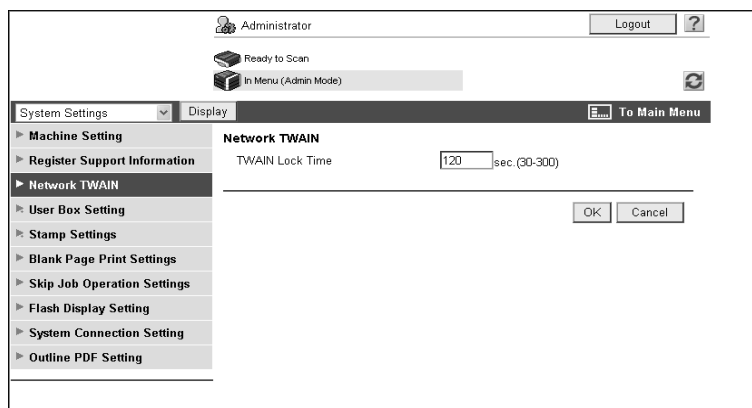 Administrator
Logout
?
Ready to Scan
In Menu (Admin Mode)
System Settings
Display
To Main Menu
Machine Setting
Register Support Information
Network TWAIN
User Box Setting
Stamp Settings
Blank Page Print Settings
Skip Job Operation Settings
Flash Display Setting
System Connection Setting
Outline PDF Setting
Network TWAIN
TWAIN Lock Time 120 sec.(30-300)
OK Cancel